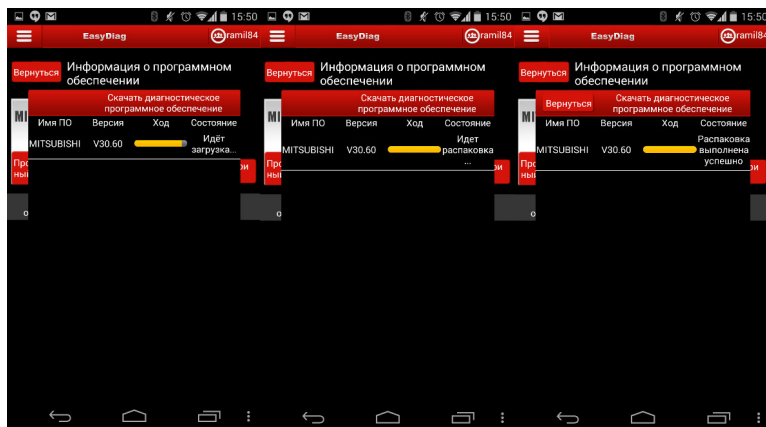 15:50
EasyDiag
ramil84
Вернуться
Информация о программном
обеспечении
Скачать диагностическое
программное обеспечение
Имя ПО Версия Ход Состояние
MITSUBISHI V30.60 Идёт
загрузка...
15:50
EasyDiag
ramil84
Вернуться
Информация о программном
обеспечении
Скачать диагностическое
программное обеспечение
Имя ПО Версия Ход Состояние
MITSUBISHI V30.60 Идет
распаковка
...
15:50
EasyDiag
ramil84
Вернуться
Информация о программном
обеспечении
Вернуться
Скачать диагностическое
программное обеспечение
Имя ПО Версия Ход Состояние
MITSUBISHI V30.60 Распаковка
выполнена
успешно